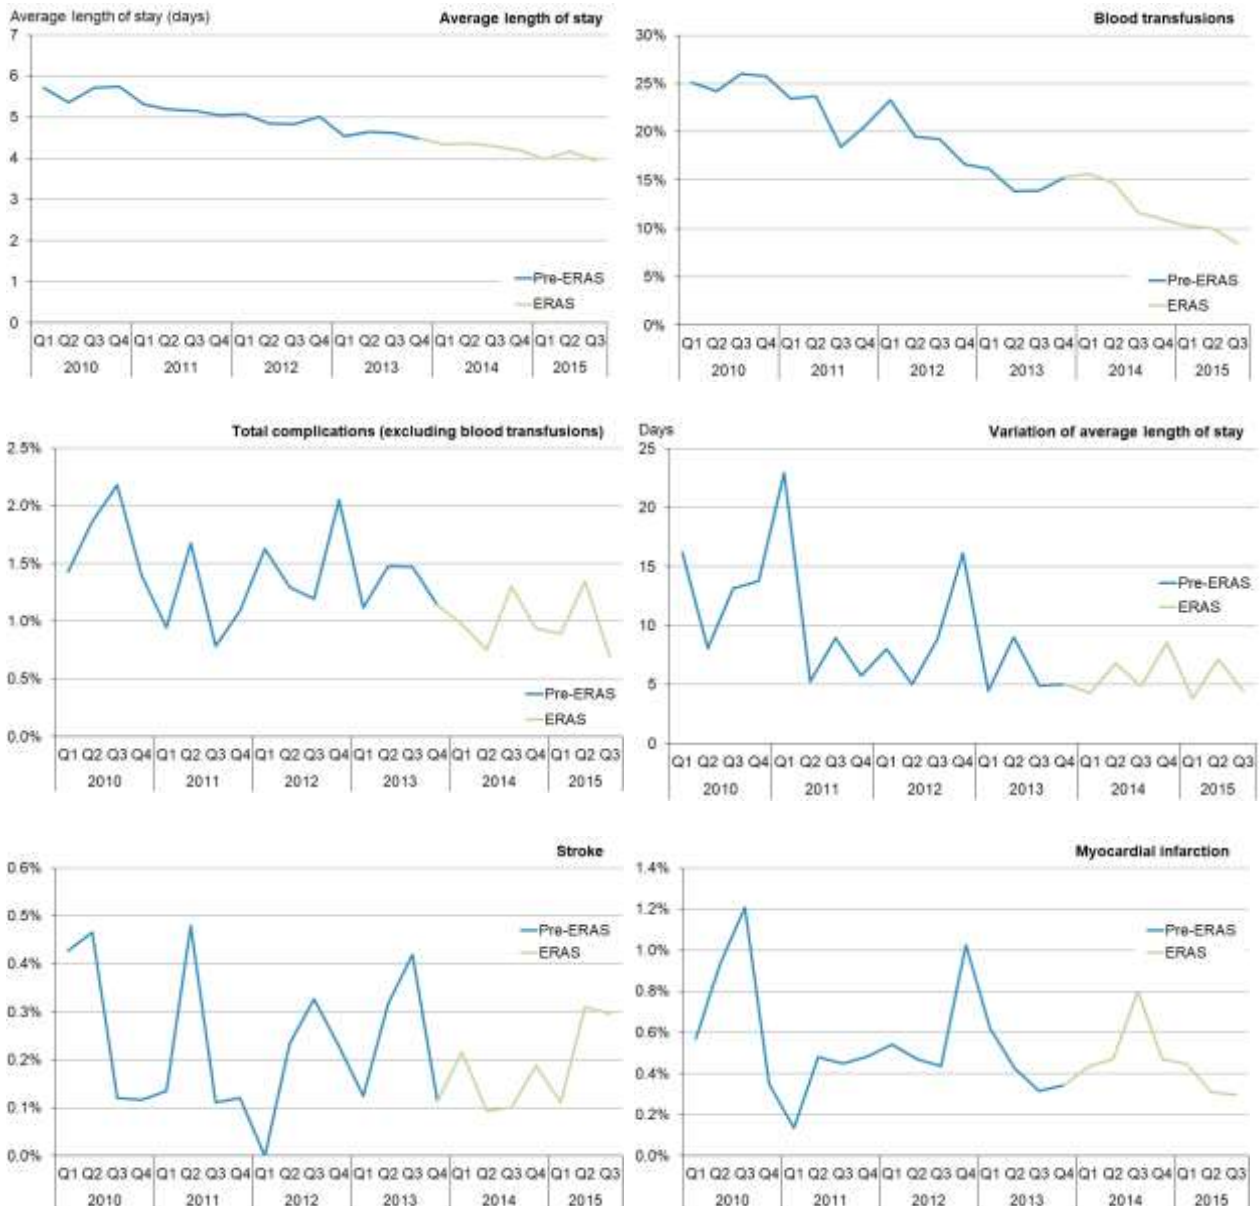 Average length of stay (days)
Average length of stay
7
6
5
4
3
2
1
0
Pre-ERAS
ERAS
Q1 Q2 Q3 Q4 Q1 Q2 Q3 Q4 Q1 Q2 Q3 Q4 Q1 Q2 Q3 Q4 Q1 Q2 Q3 Q4 Q1 Q2 Q3
2010 2011 2012 2013 2014 2015
Blood transfusions
30%
25%
20%
15%
10%
5%
0%
Pre-ERAS
ERAS
Q1 Q2 Q3 Q4 Q1 Q2 Q3 Q4 Q1 Q2 Q3 Q4 Q1 Q2 Q3 Q4 Q1 Q2 Q3 Q4 Q1 Q2 Q3
2010 2011 2012 2013 2014 2015
Total complications (excluding blood transfusions)
2.5%
2.0%
1.5%
1.0%
0.5%
0.0%
Pre-ERAS
ERAS
Q1 Q2 Q3 Q4 Q1 Q2 Q3 Q4 Q1 Q2 Q3 Q4 Q1 Q2 Q3 Q4 Q1 Q2 Q3 Q4 Q1 Q2 Q3
2010 2011 2012 2013 2014 2015
Days
Variation of average length of stay
25
20
15
10
5
0
Pre-ERAS
ERAS
Q1 Q2 Q3 Q4 Q1 Q2 Q3 Q4 Q1 Q2 Q3 Q4 Q1 Q2 Q3 Q4 Q1 Q2 Q3 Q4 Q1 Q2 Q3
2010 2011 2012 2013 2014 2015
Stroke
0.6%
0.5%
0.4%
0.3%
0.2%
0.1%
0.0%
Pre-ERAS
ERAS
Q1 Q2 Q3 Q4 Q1 Q2 Q3 Q4 Q1 Q2 Q3 Q4 Q1 Q2 Q3 Q4 Q1 Q2 Q3 Q4 Q1 Q2 Q3
2010 2011 2012 2013 2014 2015
Myocardial infarction
1.4%
1.2%
1.0%
0.8%
0.6%
0.4%
0.2%
0.0%
Pre-ERAS
ERAS
Q1 Q2 Q3 Q4 Q1 Q2 Q3 Q4 Q1 Q2 Q3 Q4 Q1 Q2 Q3 Q4 Q1 Q2 Q3 Q4 Q1 Q2 Q3
2010 2011 2012 2013 2014 2015